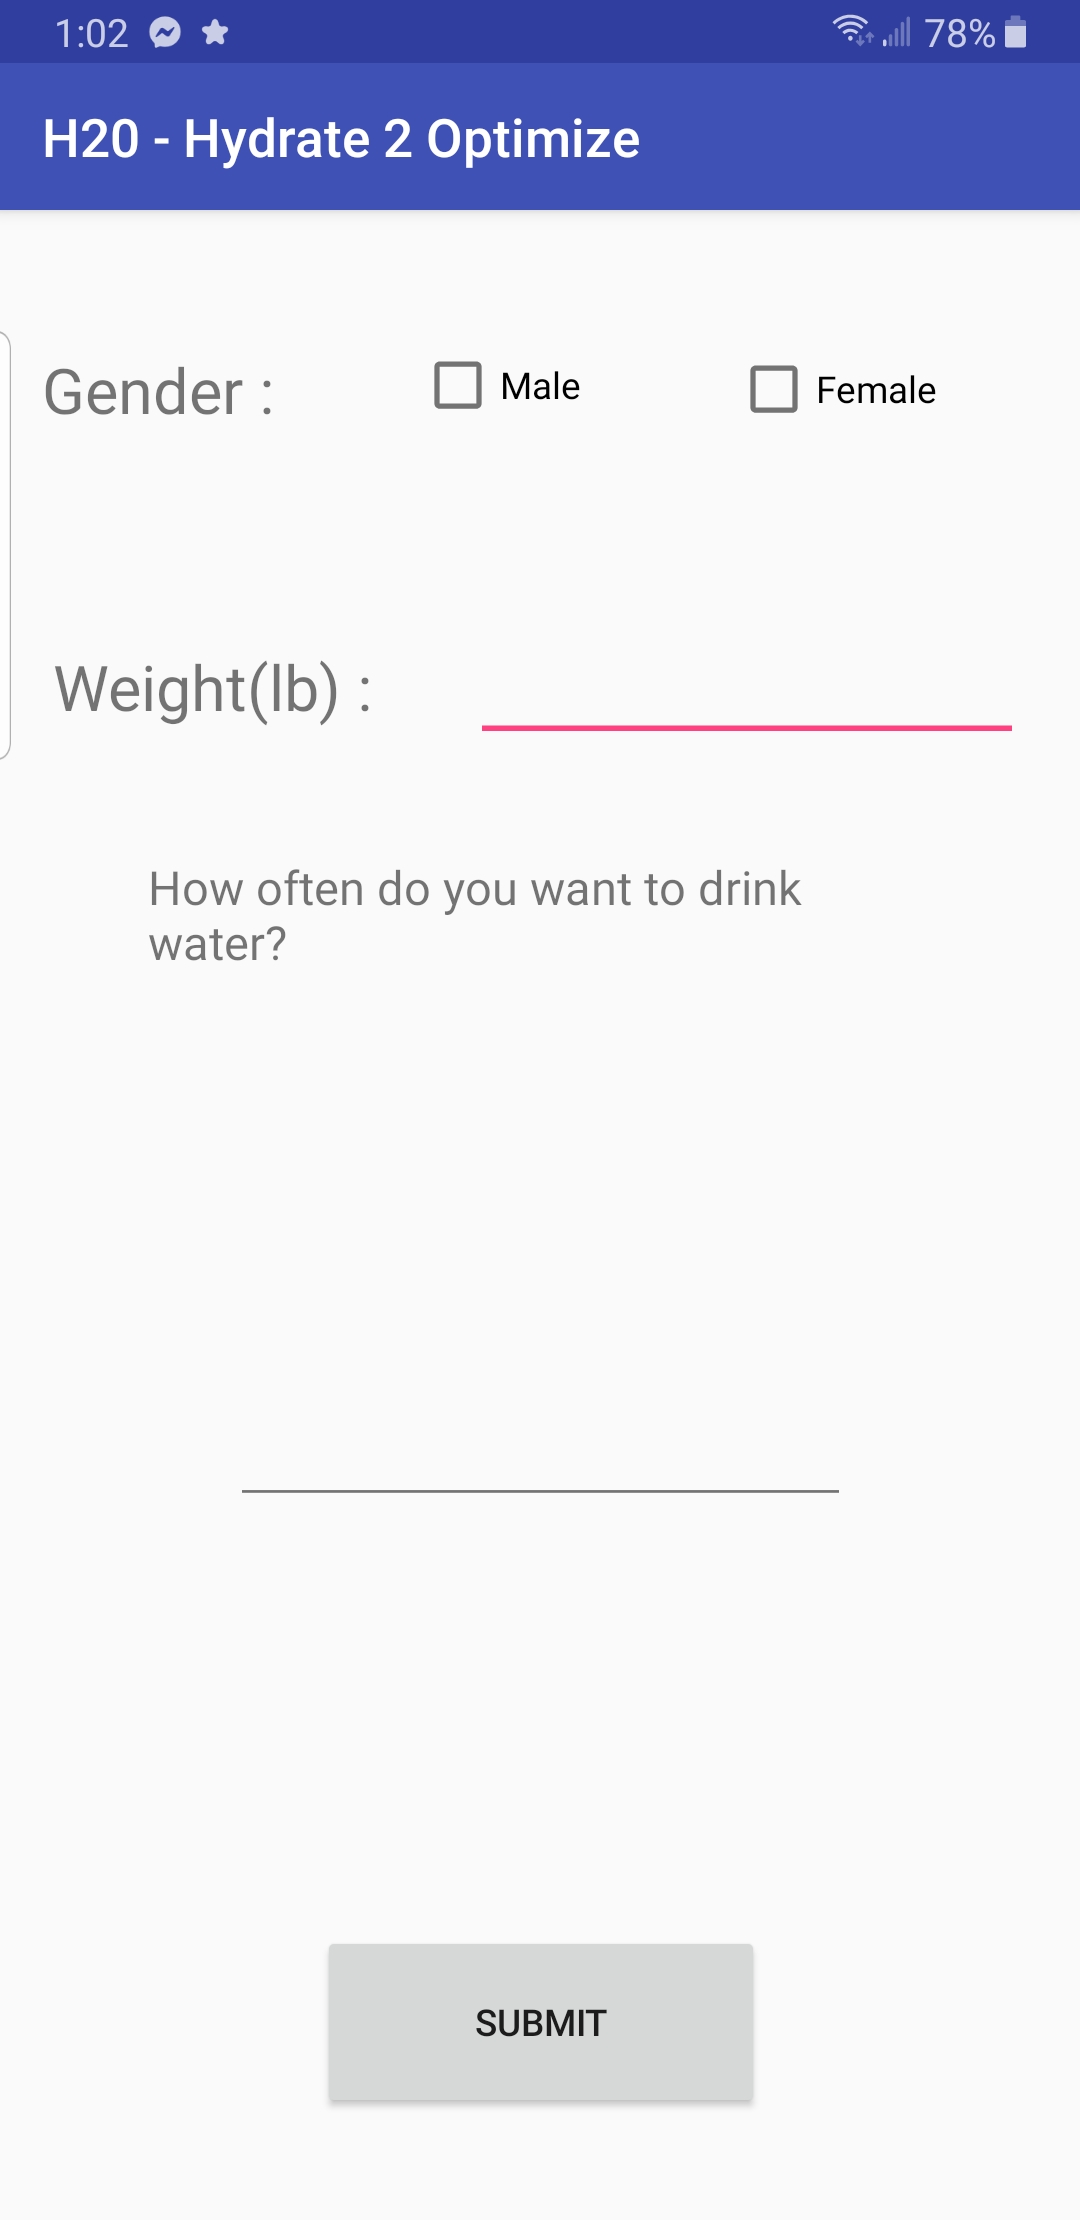 1:02 78%
H20 - Hydrate 2 Optimize
Gender : Male Female
Weight(lb) :
How often do you want to drink
water?
SUBMIT